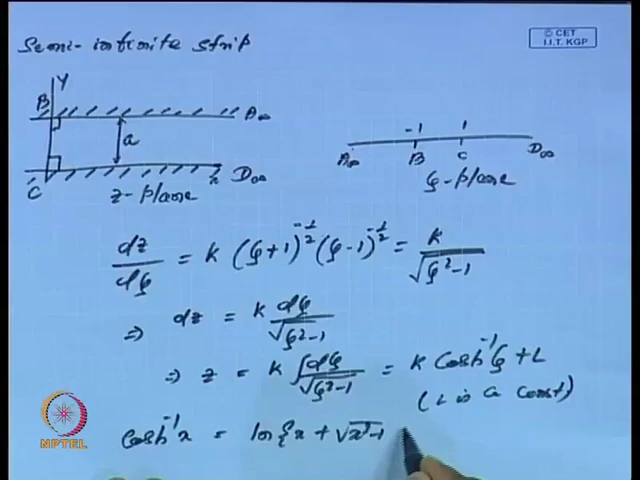 Semi-infinite strip
© CET
I.I.T. KGP
y
B
A∞
a
C
z-plane
x
D∞
-1 1
A∞ B C D∞
ζ-plane
dz/dζ = K (ζ+1)^{-1/2} (ζ-1)^{-1/2} = K/√(ζ²-1)
⇒ dz = K dζ/√(ζ²-1)
⇒ z = K ∫ dζ/√(ζ²-1) = K Cosh⁻¹ζ + L
(L is a const)
Cosh⁻¹x = log{x + √(x²-1)
NPTEL